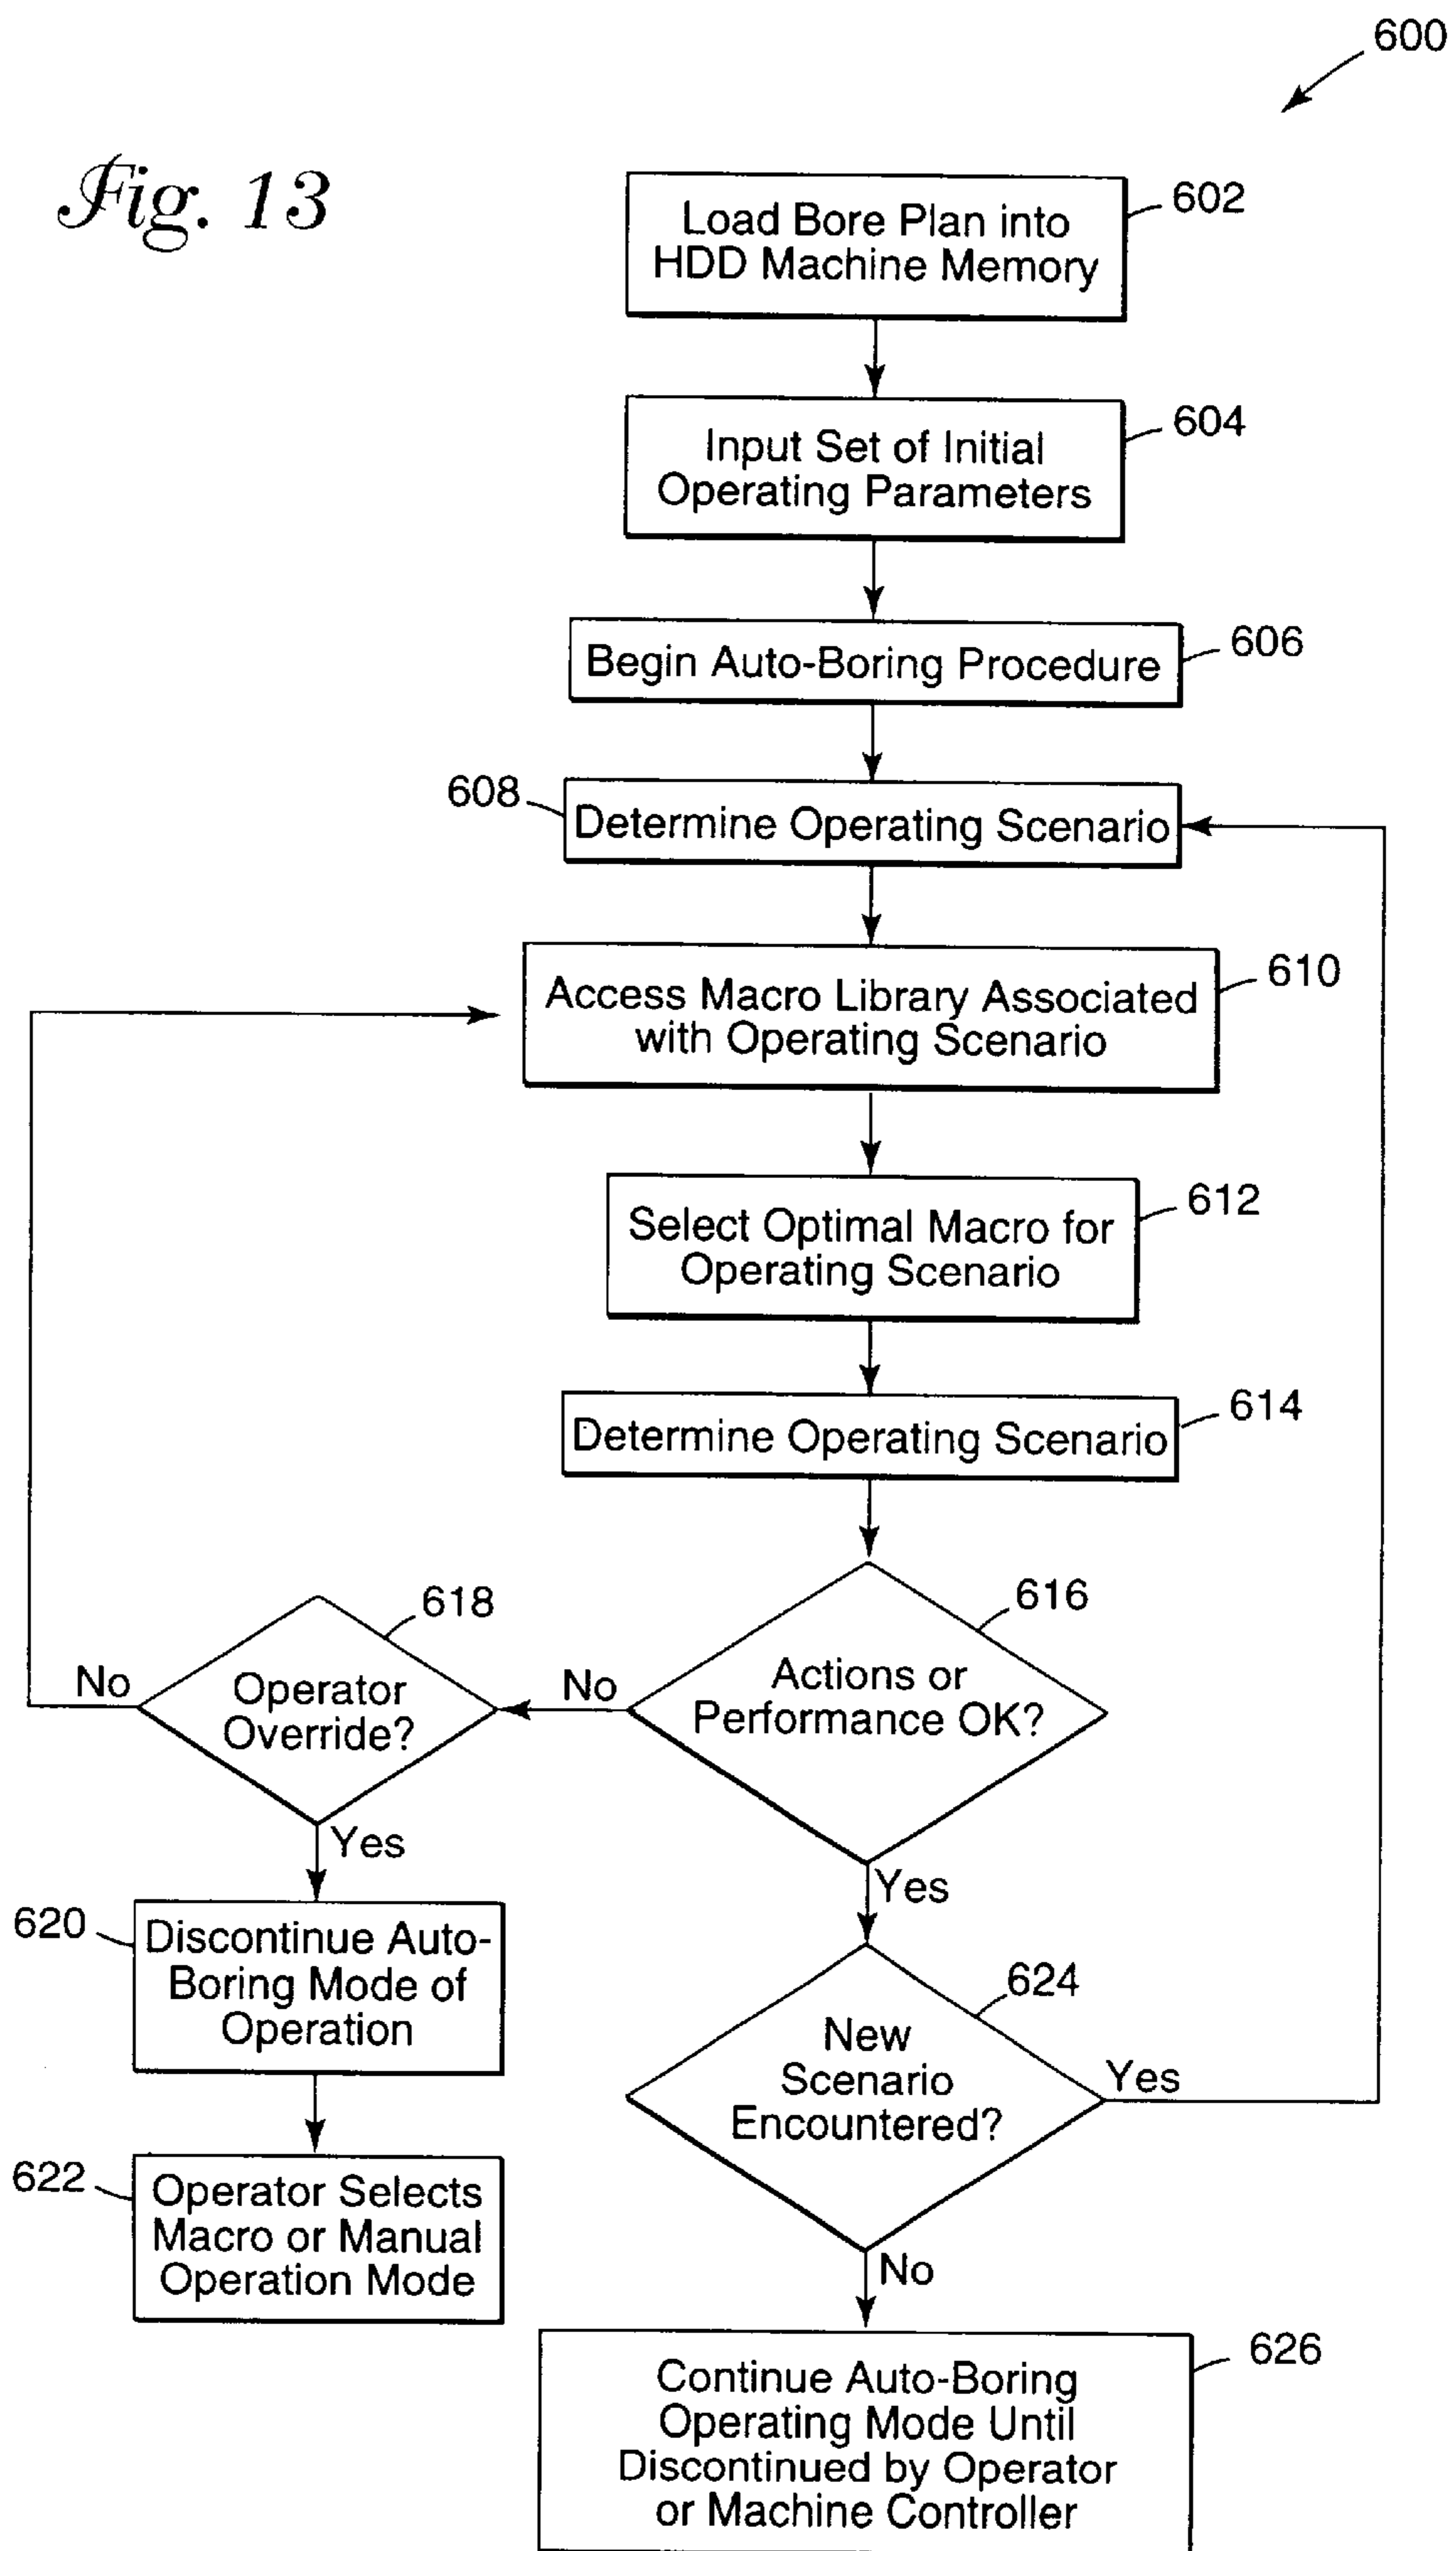 600
Fig. 13
Load Bore Plan into
HDD Machine Memory
602
Input Set of Initial
Operating Parameters
604
Begin Auto-Boring Procedure
606
608
Determine Operating Scenario
Access Macro Library Associated
with Operating Scenario
610
Select Optimal Macro for
Operating Scenario
612
Determine Operating Scenario
614
616
Actions or
Performance OK?
No
618
Operator
Override?
No
Yes
620
Discontinue Auto-
Boring Mode of
Operation
622
Operator Selects
Macro or Manual
Operation Mode
Yes
624
New
Scenario
Encountered?
Yes
No
626
Continue Auto-Boring
Operating Mode Until
Discontinued by Operator
or Machine Controller